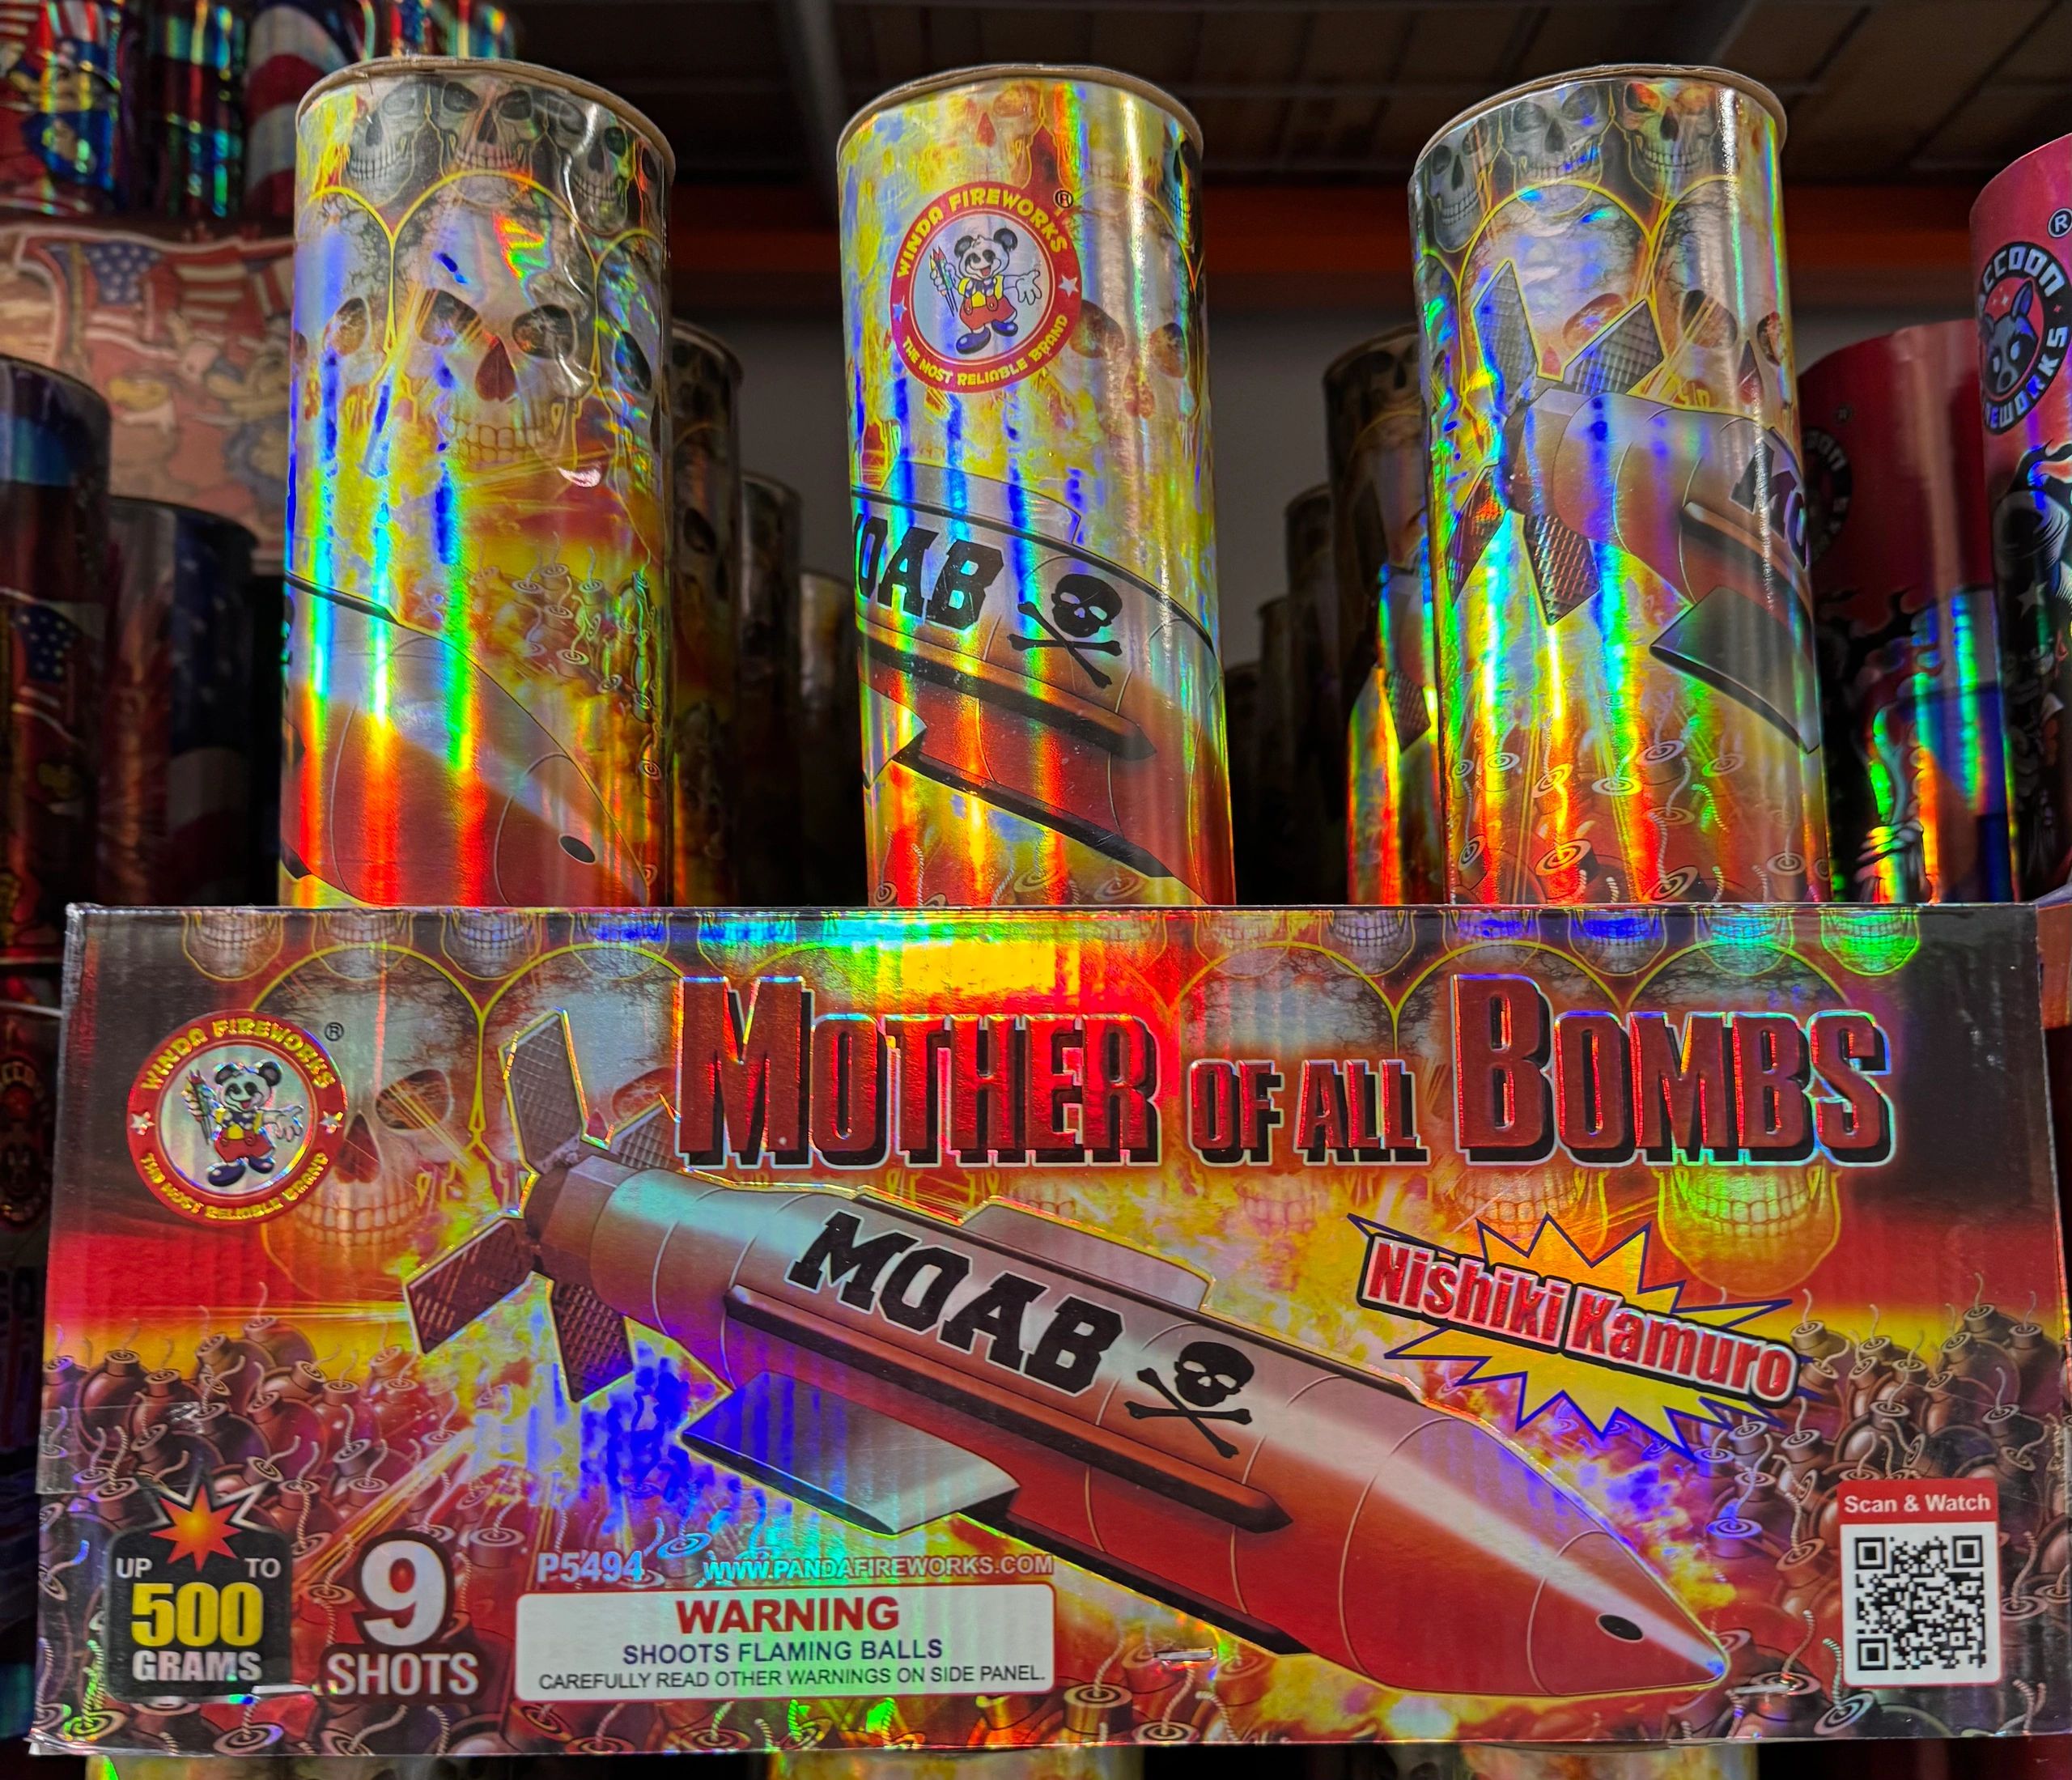 WINDA FIREWORKS
®
THE MOST RELIABLE BRAND
OAB
®
WINDA FIREWORKS
®
THE MOST RELIABLE BRAND
MOTHER OF ALL BOMBS
MOAB
Nishiki Kamuro
UP TO
500
GRAMS
9
SHOTS
P5494 WWW.PANDAFIREWORKS.COM
WARNING
SHOOTS FLAMING BALLS
CAREFULLY READ OTHER WARNINGS ON SIDE PANEL.
Scan & Watch